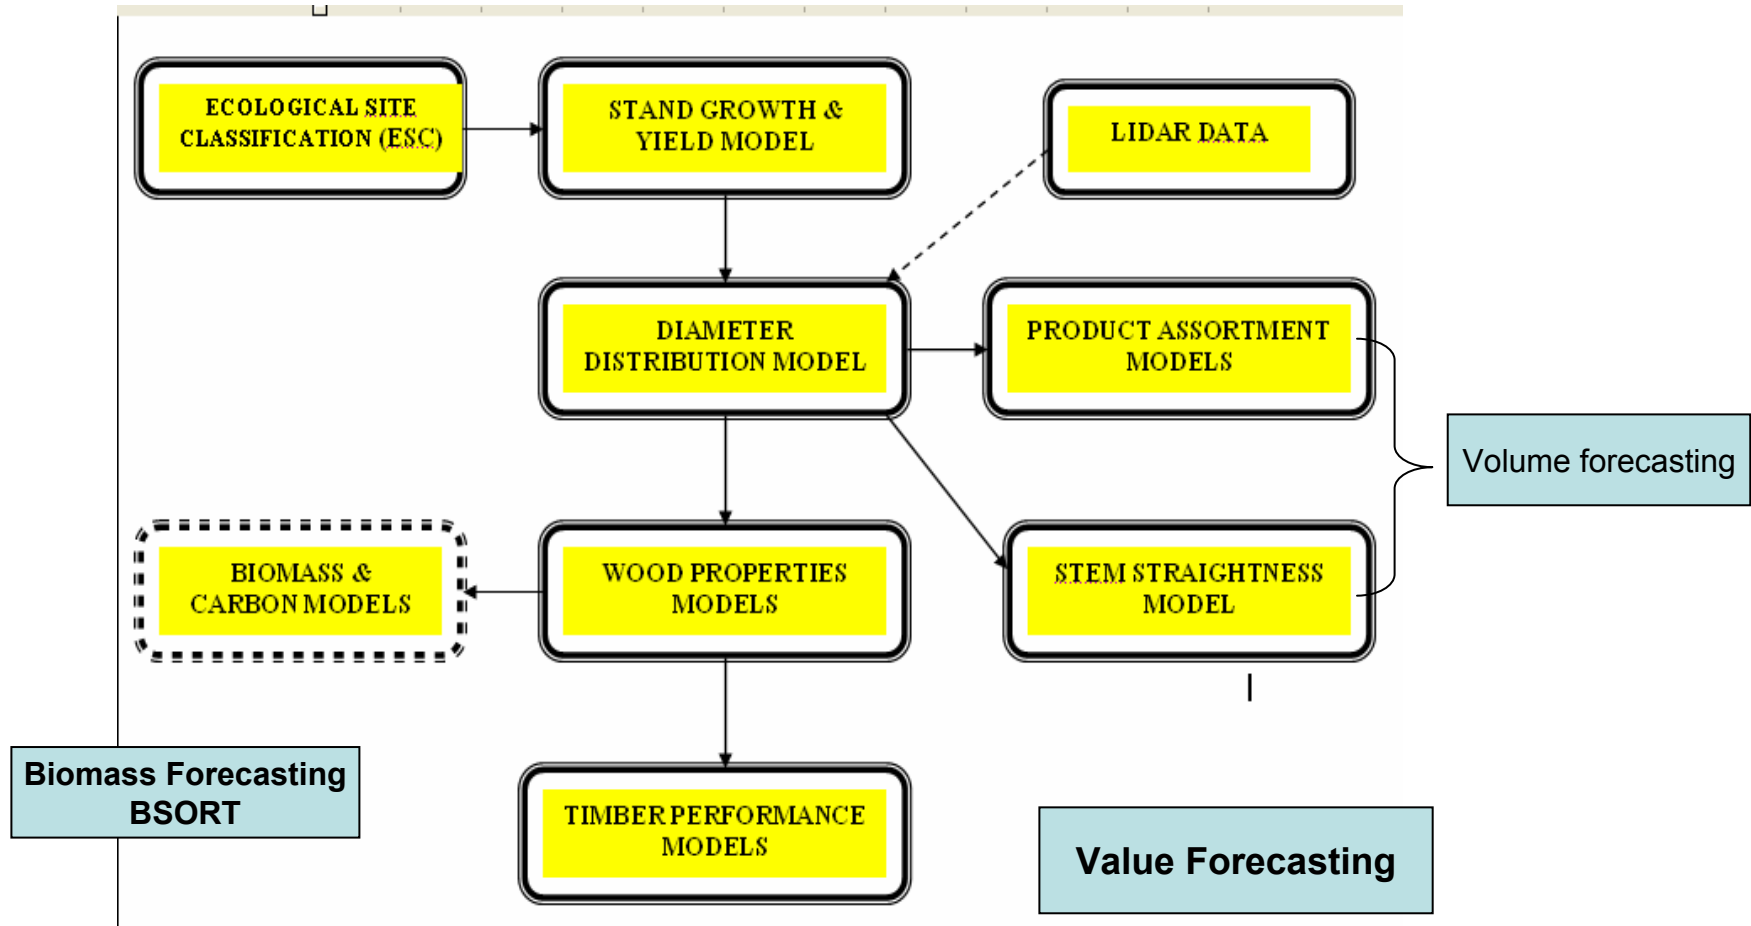 ECOLOGICAL SITE
CLASSIFICATION (ESC)
STAND GROWTH &
YIELD MODEL
LIDAR DATA
DIAMETER
DISTRIBUTION MODEL
PRODUCT ASSORTMENT
MODELS
Volume forecasting
BIOMASS &
CARBON MODELS
WOOD PROPERTIES
MODELS
STEM STRAIGHTNESS
MODEL
Biomass Forecasting
BSORT
TIMBER PERFORMANCE
MODELS
Value Forecasting